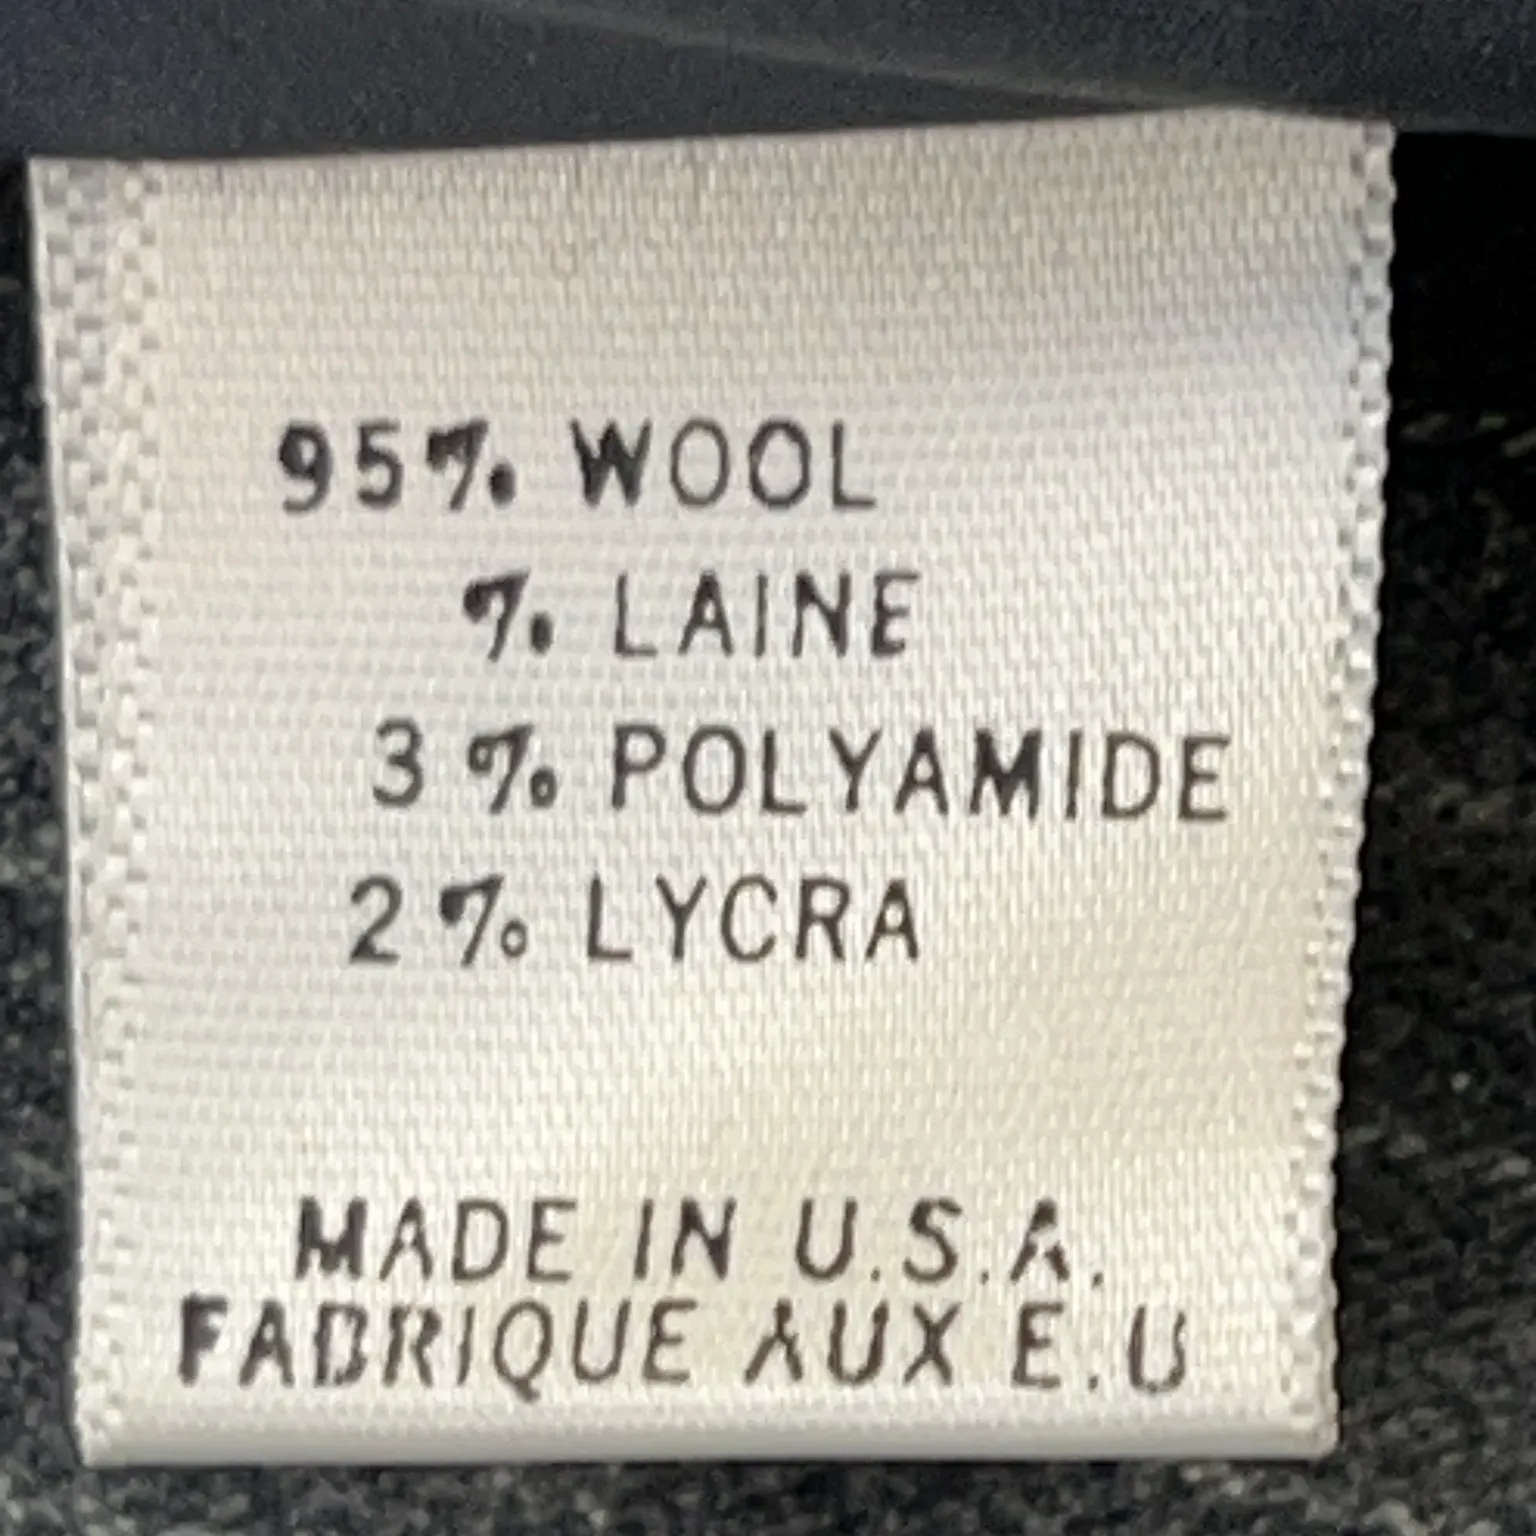 95% WOOL
% LAINE
3 % POLYAMIDE
2 % LYCRA
MADE IN U.S.A.
FABRIQUE AUX E.U